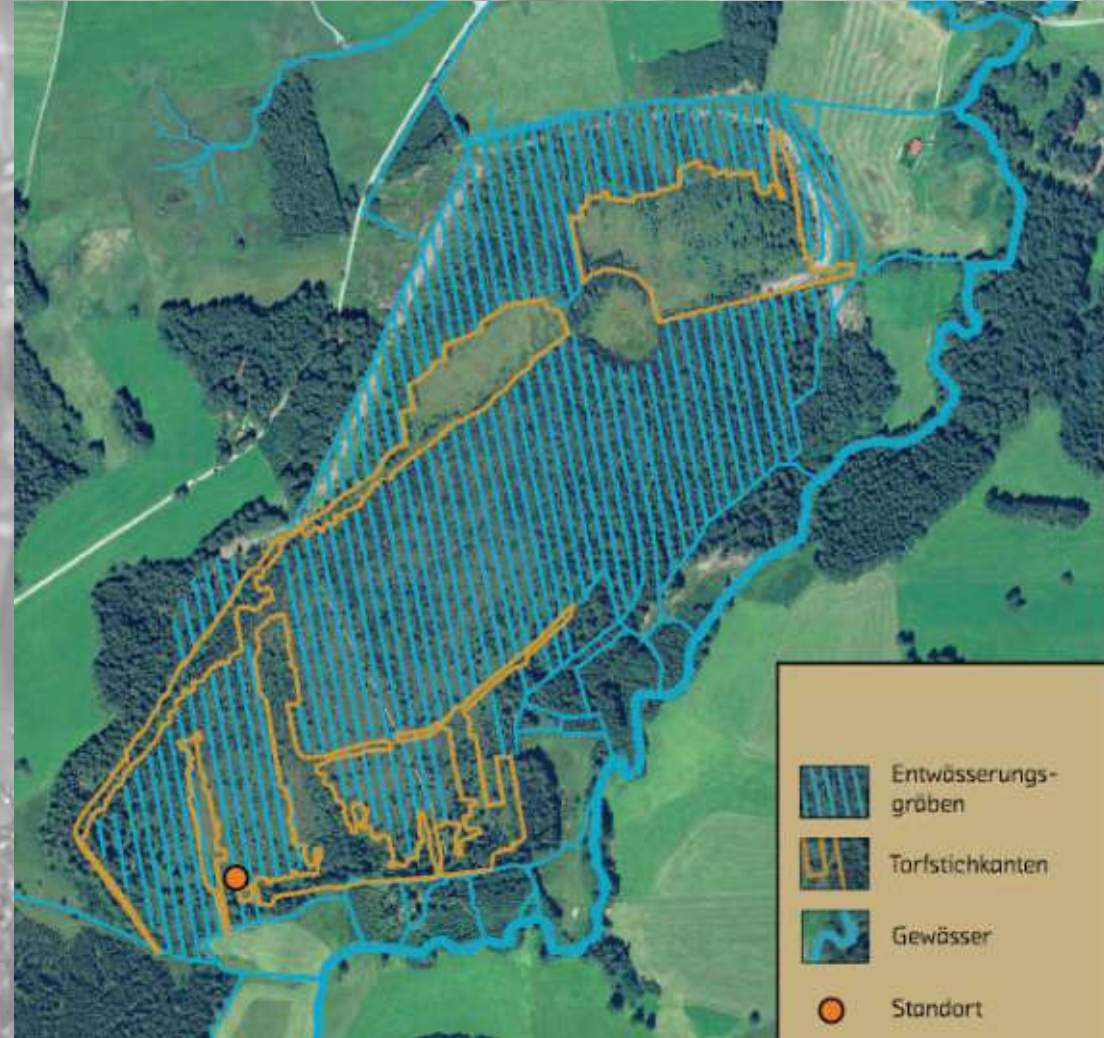 Entwässerungs-
gräben
Torfstichkanten
Gewässer
Standort